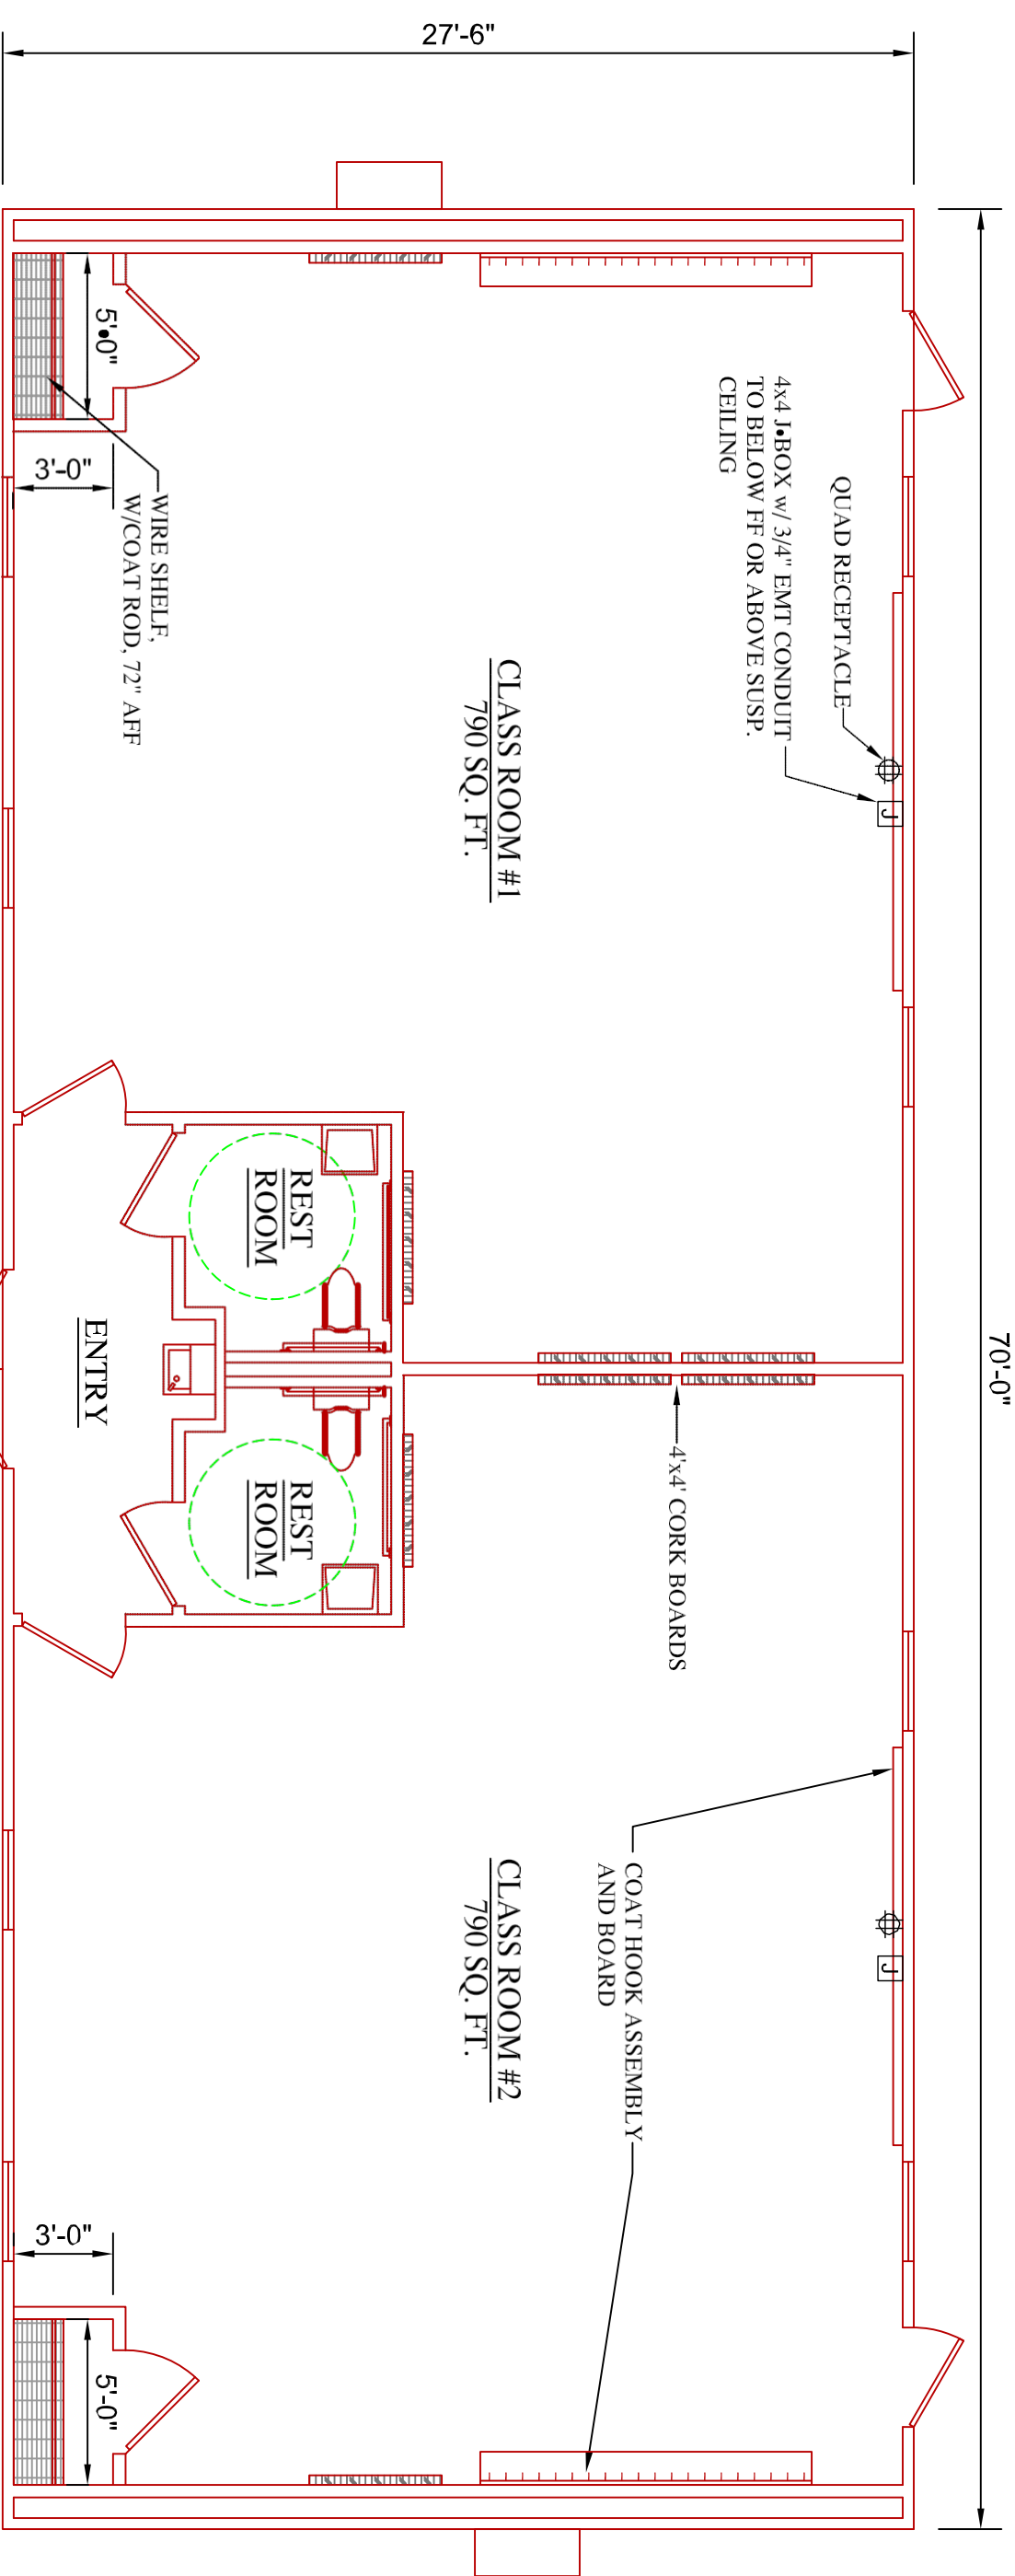 27'-6"
70'-0"
QUAD RECEPTACLE
4x4 J•BOX w/ 3/4" EMT CONDUIT
TO BELOW FF OR ABOVE SUSP.
CEILING
J
J
4'x4' CORK BOARDS
COAT HOOK ASSEMBLY
AND BOARD
CLASS ROOM #1
790 SQ. FT.
CLASS ROOM #2
790 SQ. FT.
REST
ROOM
REST
ROOM
WIRE SHELF,
W/COAT ROD, 72" AFF
ENTRY
5'•0"
3'-0"
3'-0"
5'-0"